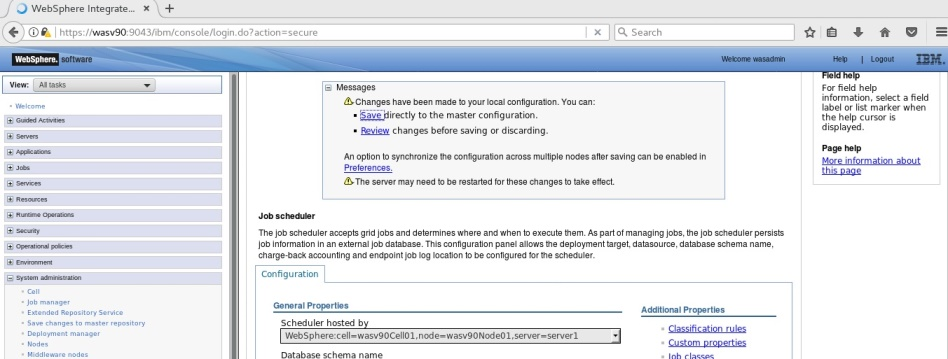 WebSphere Integrate... × +
https://wasv90:9043/ibm/console/login.do?action=secure
Search
WebSphere. software
Welcome wasadmin
Help | Logout
IBM.
View: All tasks
Welcome
Guided Activities
Servers
Applications
Jobs
Services
Resources
Runtime Operations
Security
Operational policies
Environment
System administration
Cell
Job manager
Extended Repository Service
Save changes to master repository
Deployment manager
Nodes
Middleware nodes
Messages
Changes have been made to your local configuration. You can:
Save directly to the master configuration.
Review changes before saving or discarding.
An option to synchronize the configuration across multiple nodes after saving can be enabled in
Preferences.
The server may need to be restarted for these changes to take effect.
Job scheduler
The job scheduler accepts grid jobs and determines where and when to execute them. As part of managing jobs, the job scheduler persists
job information in an external job database. This configuration panel allows the deployment target, datasource, database schema name,
charge-back accounting and endpoint job log location to be configured for the scheduler.
Configuration
General Properties
Scheduler hosted by
WebSphere:cell=wasv90Cell01,node=wasv90Node01,server=server1
Database schema name
Additional Properties
Classification rules
Custom properties
Job classes
Field help
For field help
information, select a field
label or list marker when
the help cursor is
displayed.
Page help
More information about
this page